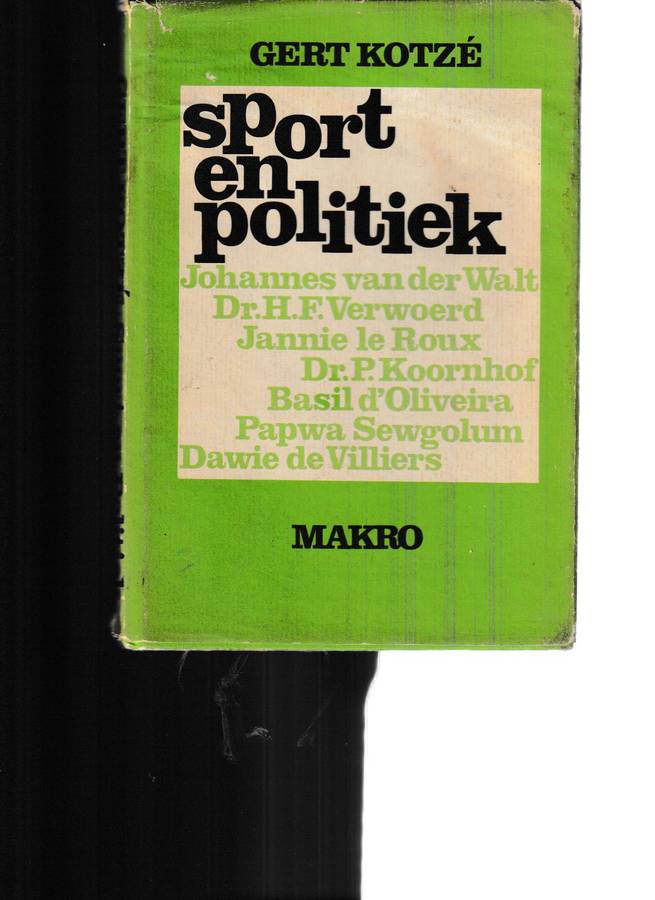 GERT KOTZÉ
sport
en
politiek
Johannes van der Walt
Dr. H.F. Verwoerd
Jannie le Roux
Dr. P. Koornhof
Basil d'Oliveira
Papwa Sewgolum
Dawie de Villiers
MAKRO